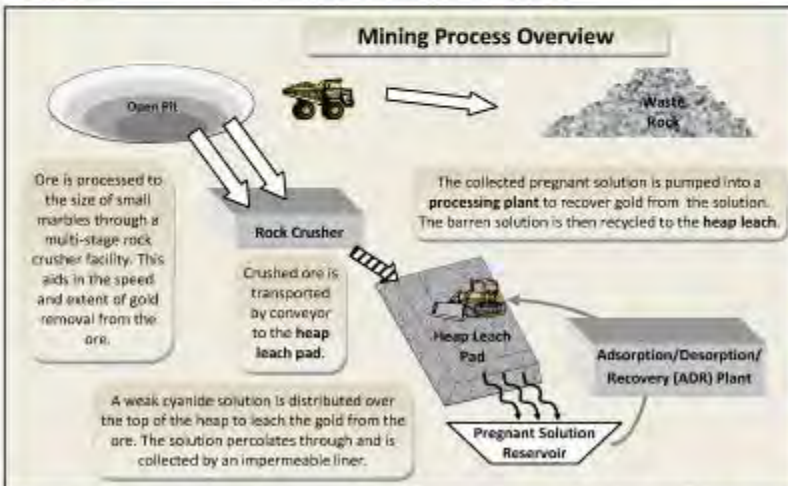 Mining Process Overview
Open Pit
Waste
Rock
Ore is processed to
the size of small
marbles through a
multi-stage rock
crusher facility. This
aids in the speed
and extent of gold
removal from the
ore.
Rock Crusher
The collected pregnant solution is pumped into a
processing plant to recover gold from the solution.
The barren solution is then recycled to the heap leach.
Crushed ore is
transported
by conveyor
to the heap
leach pad.
Heap Leach
Pad
Adsorption/Desorption/
Recovery (ADR) Plant
A weak cyanide solution is distributed over
the top of the heap to leach the gold from the
ore. The solution percolates through and is
collected by an impermeable liner.
Pregnant Solution
Reservoir